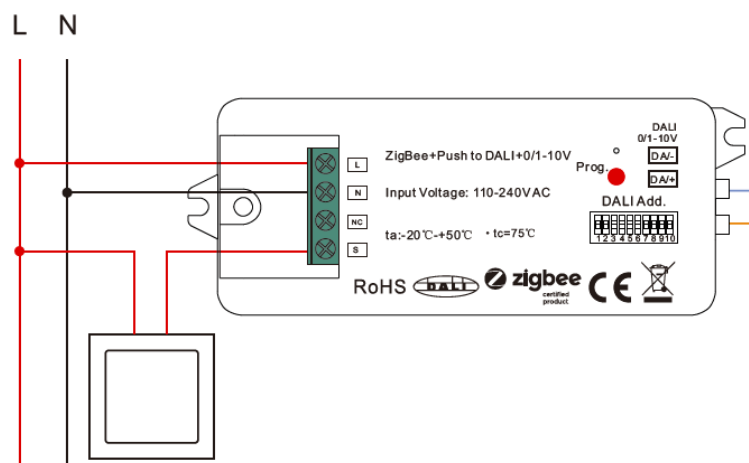 L N
DALI
0/1-10V
L
ZigBee+Push to DALI+0/1-10V
Prog.
DA/-
N
Input Voltage: 110-240VAC
DA/+
DALI Add.
NC
ta:-20℃-+50℃ •tc=75℃
1 2 3 4 5 6 7 8 9 10
S
RoHS DALI zigbee CE
certified
product